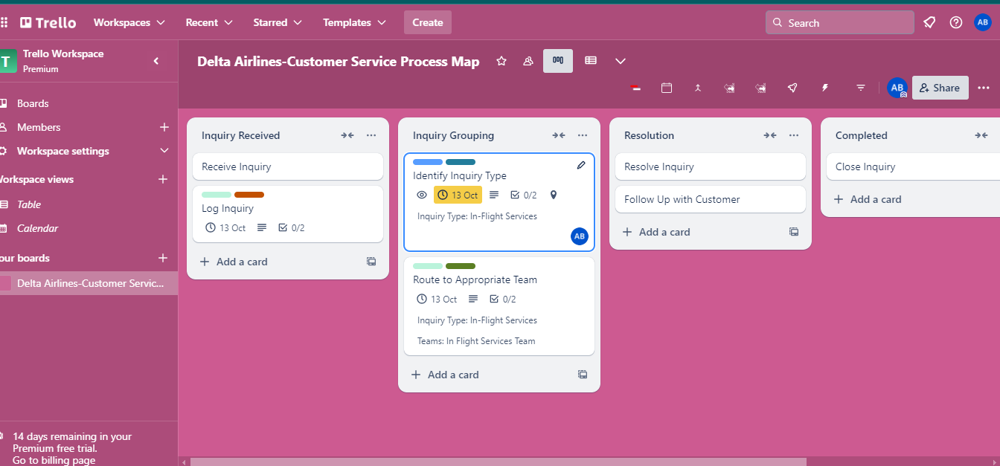 Trello
Workspaces
Recent
Starred
Templates
Create
Search
AB
T
Trello Workspace
Premium
Delta Airlines-Customer Service Process Map
AB
Share
Boards
Members
Workspace settings
Workspace views
Table
Calendar
our boards
Delta Airlines-Customer Servic...
14 days remaining in your
Premium free trial.
Go to billing page
Inquiry Received
Receive Inquiry
Log Inquiry
13 Oct
0/2
Add a card
Inquiry Grouping
Identify Inquiry Type
13 Oct
0/2
Inquiry Type: In-Flight Services
AB
Route to Appropriate Team
13 Oct
0/2
Inquiry Type: In-Flight Services
Teams: In Flight Services Team
Add a card
Resolution
Resolve Inquiry
Follow Up with Customer
Add a card
Completed
Close Inquiry
Add a card